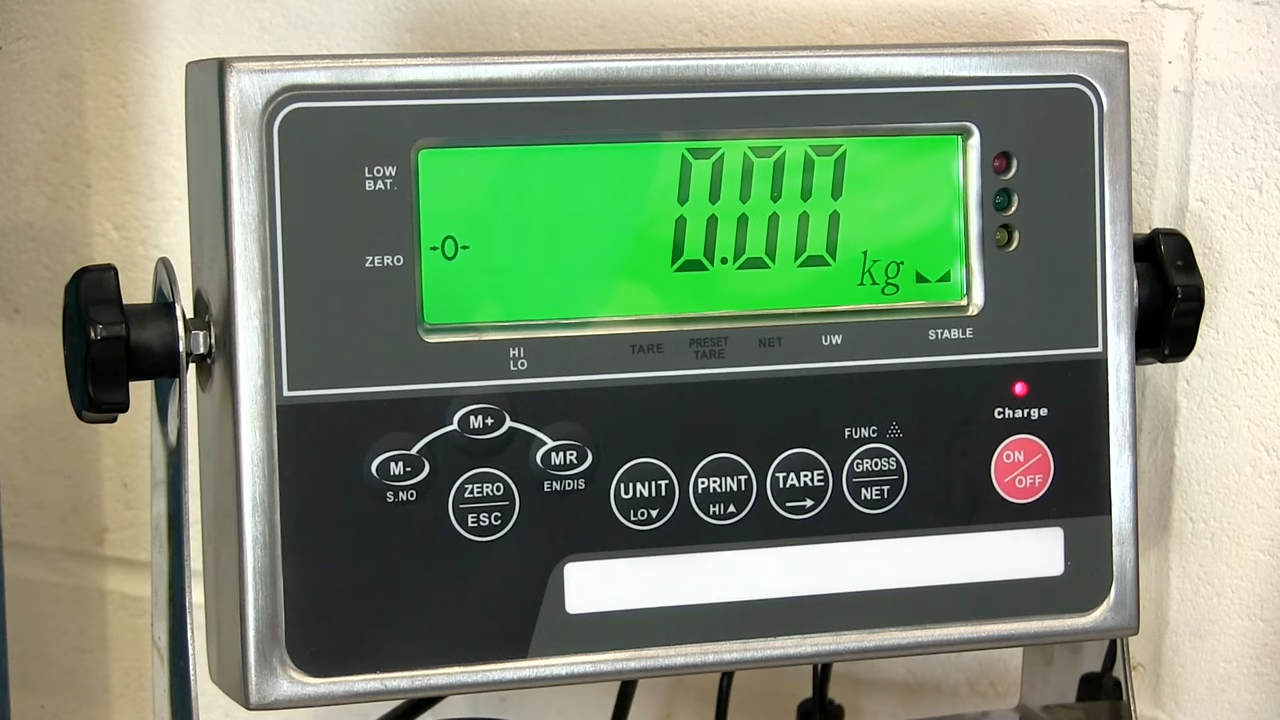 LOW
BAT.
0.00
ZERO
→0←
kg
HI
LO
TARE
PRESET
TARE
NET
UW
STABLE
Charge
M+
M-
S.NO
MR
EN/DIS
ZERO
ESC
UNIT
LO▼
PRINT
HI▲
TARE
→
FUNC
GROSS
NET
ON
OFF